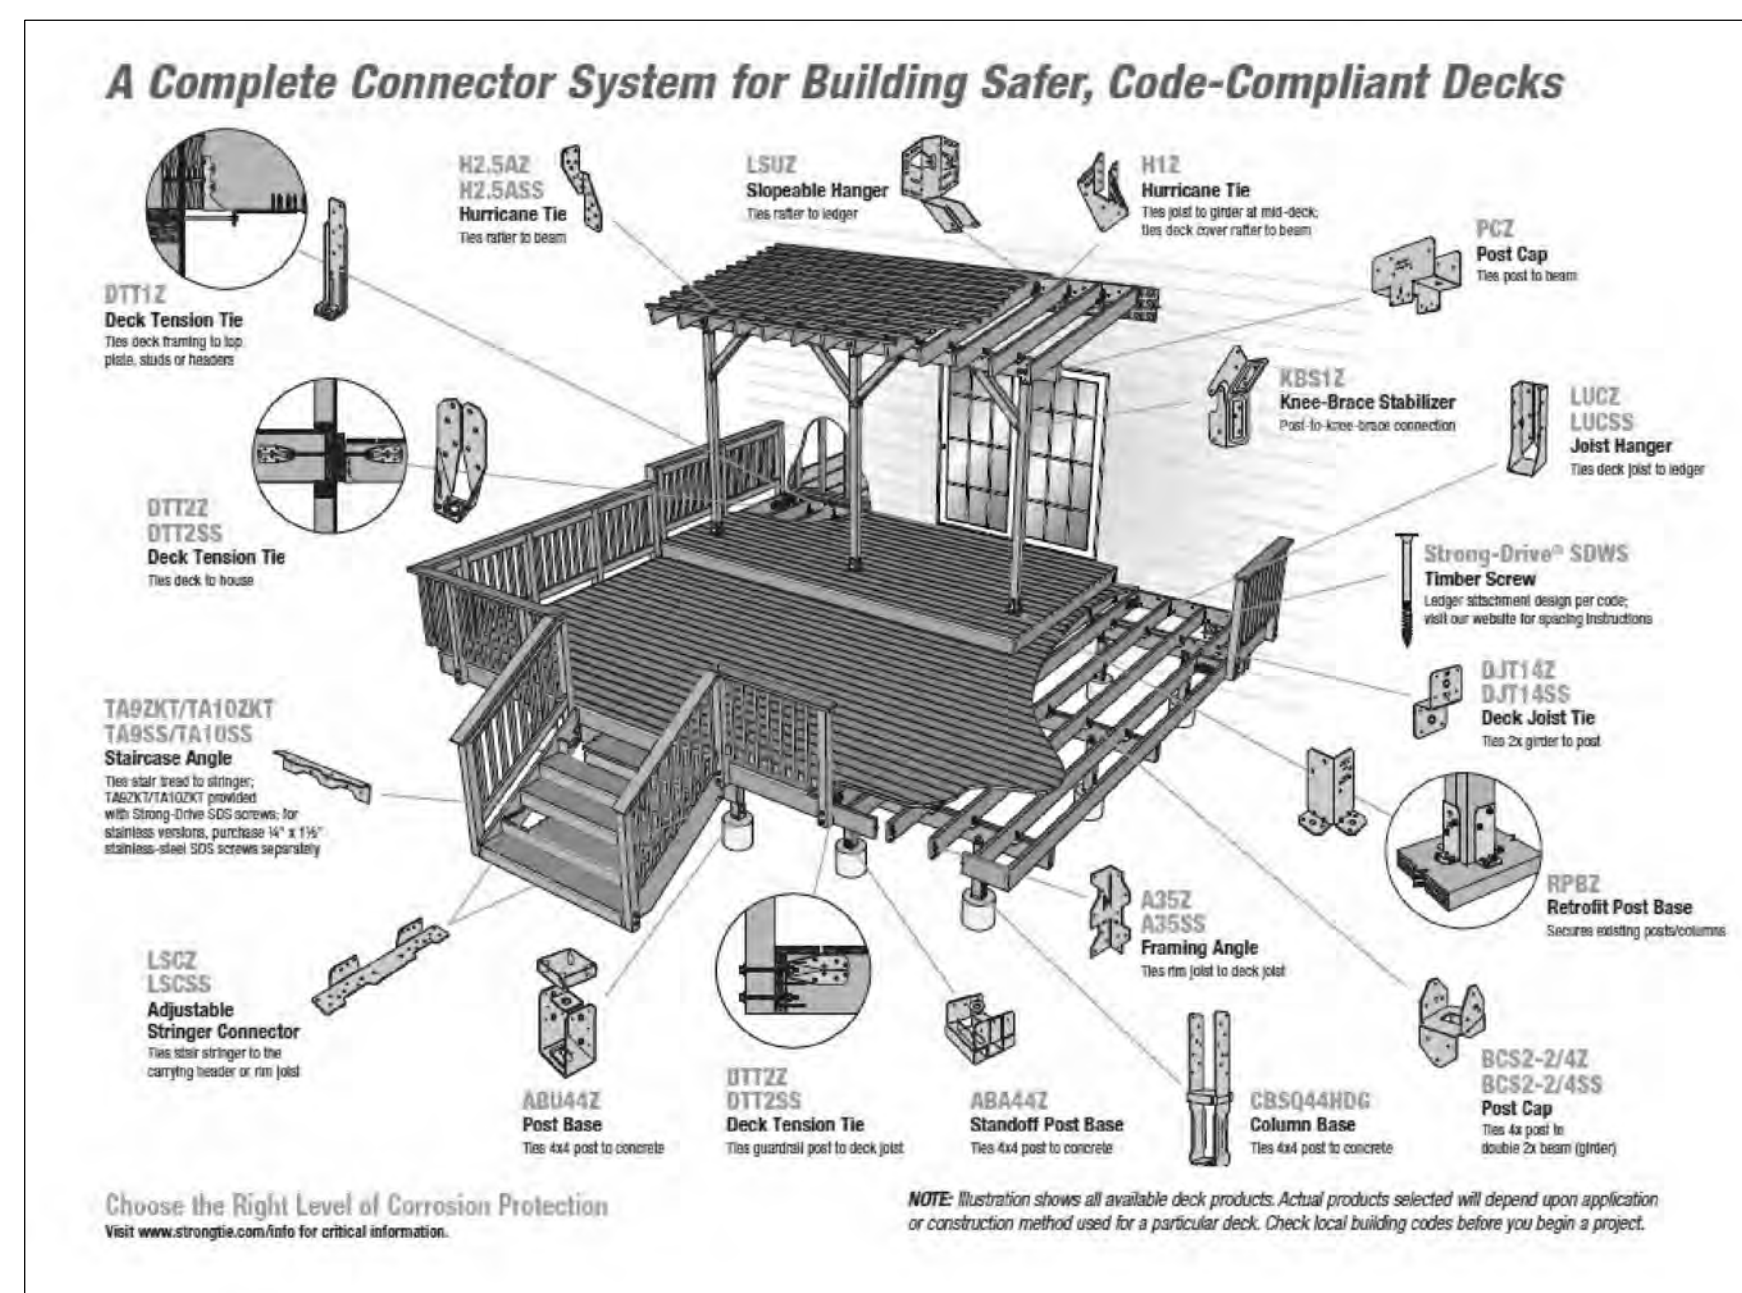 A Complete Connector System for Building Safer, Code-Compliant Decks
DTT1Z
Deck Tension Tie
Ties deck framing to top
plate, studs or headers
H2.5AZ
H2.5ASS
Hurricane Tie
Ties rafter to beam
LSUZ
Slopeable Hanger
Ties rafter to ledger
H1Z
Hurricane Tie
Ties joist to girder at mid-deck;
ties deck cover rafter to beam
PCZ
Post Cap
Ties post to beam
KBS1Z
Knee-Brace Stabilizer
Post-to-knee-brace connection
LUCZ
LUCSS
Joist Hanger
Ties deck joist to ledger
DTT2Z
DTT2SS
Deck Tension Tie
Ties deck to house
Strong-Drive® SDWS
Timber Screw
Ledger attachment design per code;
visit our website for spacing instructions
DJT14Z
DJT14SS
Deck Joist Tie
Ties 2x girder to post
TA9ZKT/TA10ZKT
TA9SS/TA10SS
Staircase Angle
Ties stair tread to stringer;
TA9ZKT/TA10ZKT provided
with Strong-Drive SDS screws; for
stainless versions, purchase ¼" x 1½"
stainless-steel SDS screws separately
RPBZ
Retrofit Post Base
Secures existing posts/columns
A35Z
A35SS
Framing Angle
Ties rim joist to deck joist
LSCZ
LSCSS
Adjustable
Stringer Connector
Ties stair stringer to the
carrying header or rim joist
ABU44Z
Post Base
Ties 4x4 post to concrete
DTT2Z
DTT2SS
Deck Tension Tie
Ties guardrail post to deck joist
ABA44Z
Standoff Post Base
Ties 4x4 post to concrete
CBSQ44HDG
Column Base
Ties 4x4 post to concrete
BCS2-2/4Z
BCS2-2/4SS
Post Cap
Ties 4x post to
double 2x beam (girder)
Choose the Right Level of Corrosion Protection
Visit www.strongtie.com/info for critical information.
NOTE: Illustration shows all available deck products. Actual products selected will depend upon application
or construction method used for a particular deck. Check local building codes before you begin a project.